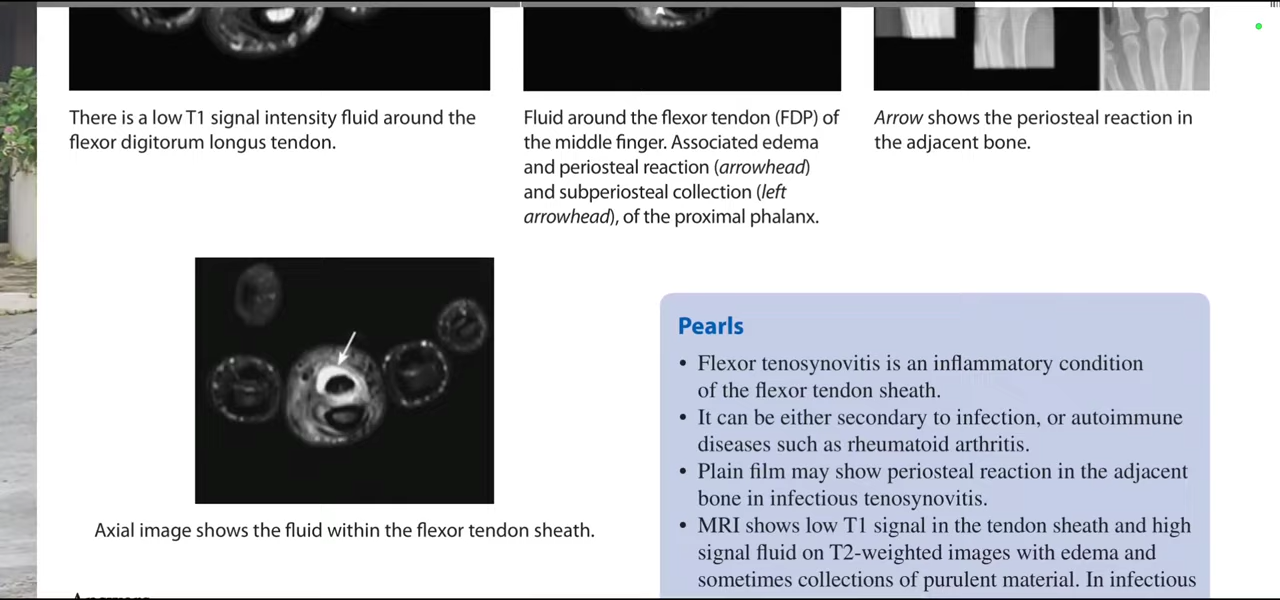 There is a low T1 signal intensity fluid around the
flexor digitorum longus tendon.
Fluid around the flexor tendon (FDP) of
the middle finger. Associated edema
and periosteal reaction (arrowhead)
and subperiosteal collection (left
arrowhead), of the proximal phalanx.
Arrow shows the periosteal reaction in
the adjacent bone.
Axial image shows the fluid within the flexor tendon sheath.
Pearls
• Flexor tenosynovitis is an inflammatory condition
of the flexor tendon sheath.
• It can be either secondary to infection, or autoimmune
diseases such as rheumatoid arthritis.
• Plain film may show periosteal reaction in the adjacent
bone in infectious tenosynovitis.
• MRI shows low T1 signal in the tendon sheath and high
signal fluid on T2-weighted images with edema and
sometimes collections of purulent material. In infectious